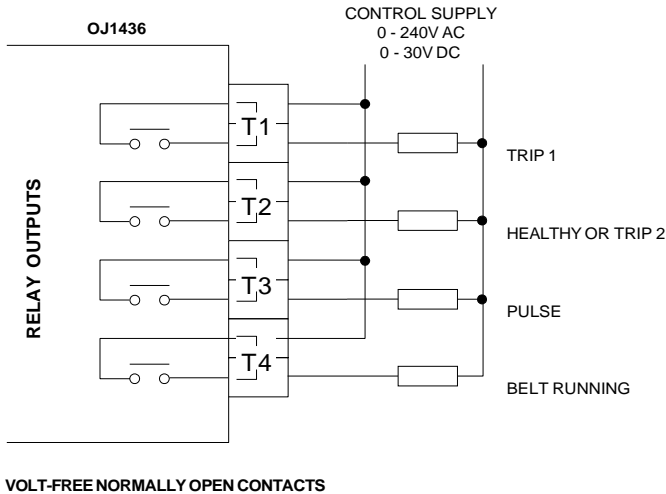 CONTROL SUPPLY
0 - 240V AC
0 - 30V DC
OJ1436
RELAY OUTPUTS
T1
TRIP 1
T2
HEALTHY OR TRIP 2
T3
PULSE
T4
BELT RUNNING
VOLT-FREE NORMALLY OPEN CONTACTS